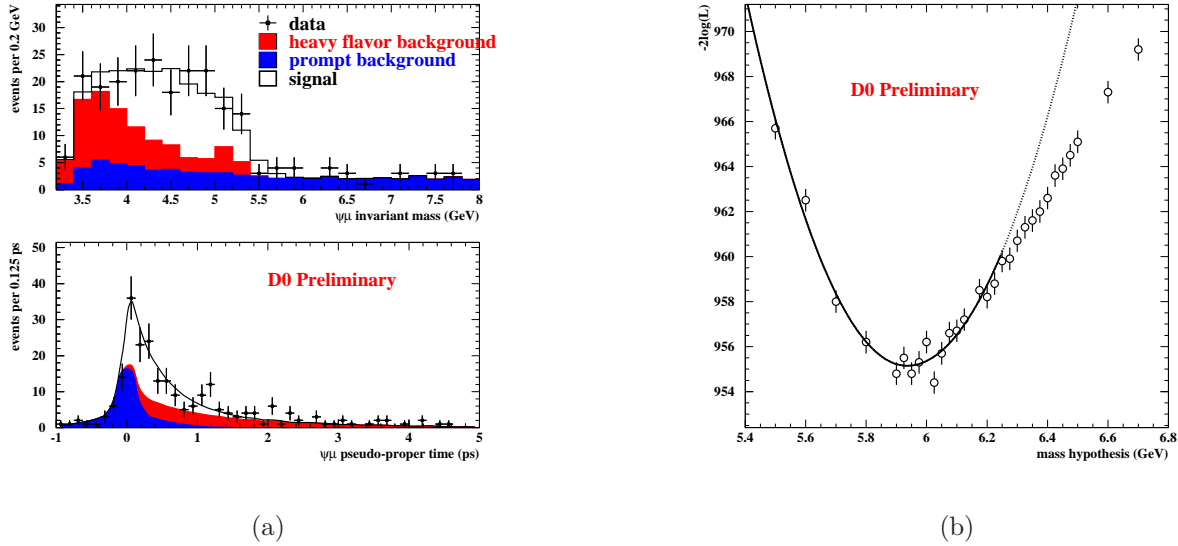 events per 0.2 GeV
40
35
30
25
20
15
10
5
0
data
heavy flavor background
prompt background
signal
3.5 4 4.5 5 5.5 6 6.5 7 7.5 8
ψμ invariant mass (GeV)
events per 0.125 ps
50
40
30
20
10
0
D0 Preliminary
-1 0 1 2 3 4 5
ψμ pseudo-proper time (ps)
(a)
-2log(L)
970
968
966
964
962
960
958
956
954
D0 Preliminary
5.4 5.6 5.8 6 6.2 6.4 6.6 6.8
mass hypothesis (GeV)
(b)